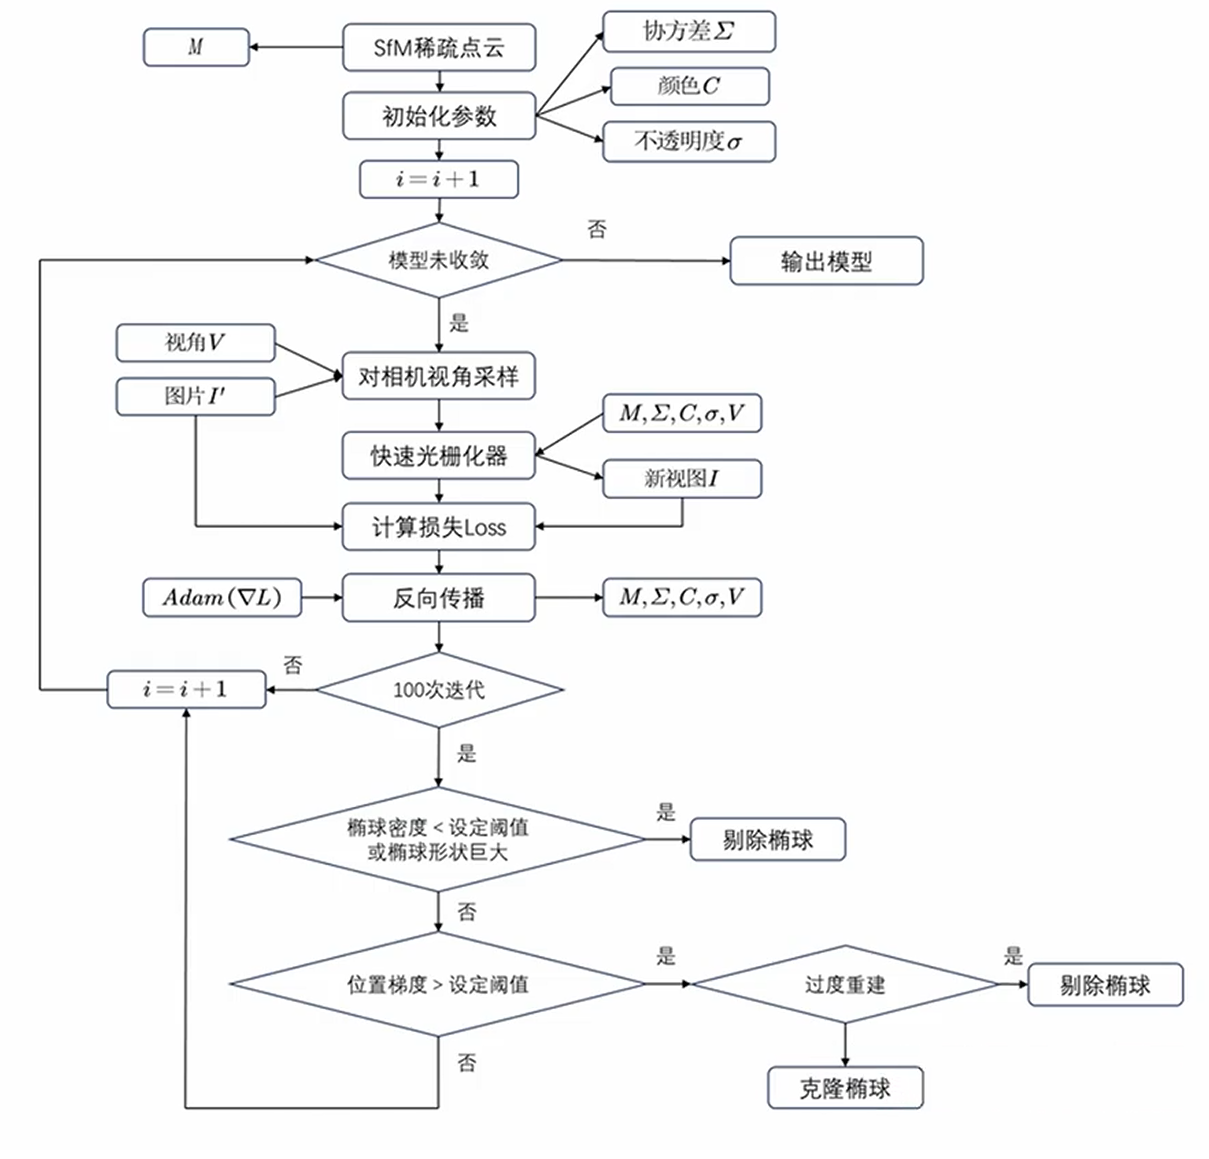 M
SfM稀疏点云
协方差Σ
颜色C
初始化参数
不透明度σ
i=i+1
否
模型未收敛
输出模型
是
视角V
对相机视角采样
图片I′
M,Σ,C,σ,V
快速光栅化器
新视图I
计算损失Loss
Adam(∇L)
反向传播
M,Σ,C,σ,V
否
i=i+1
100次迭代
是
椭球密度 < 设定阈值
或椭球形状巨大
是
剔除椭球
否
位置梯度 > 设定阈值
是
过度重建
是
剔除椭球
否
克隆椭球